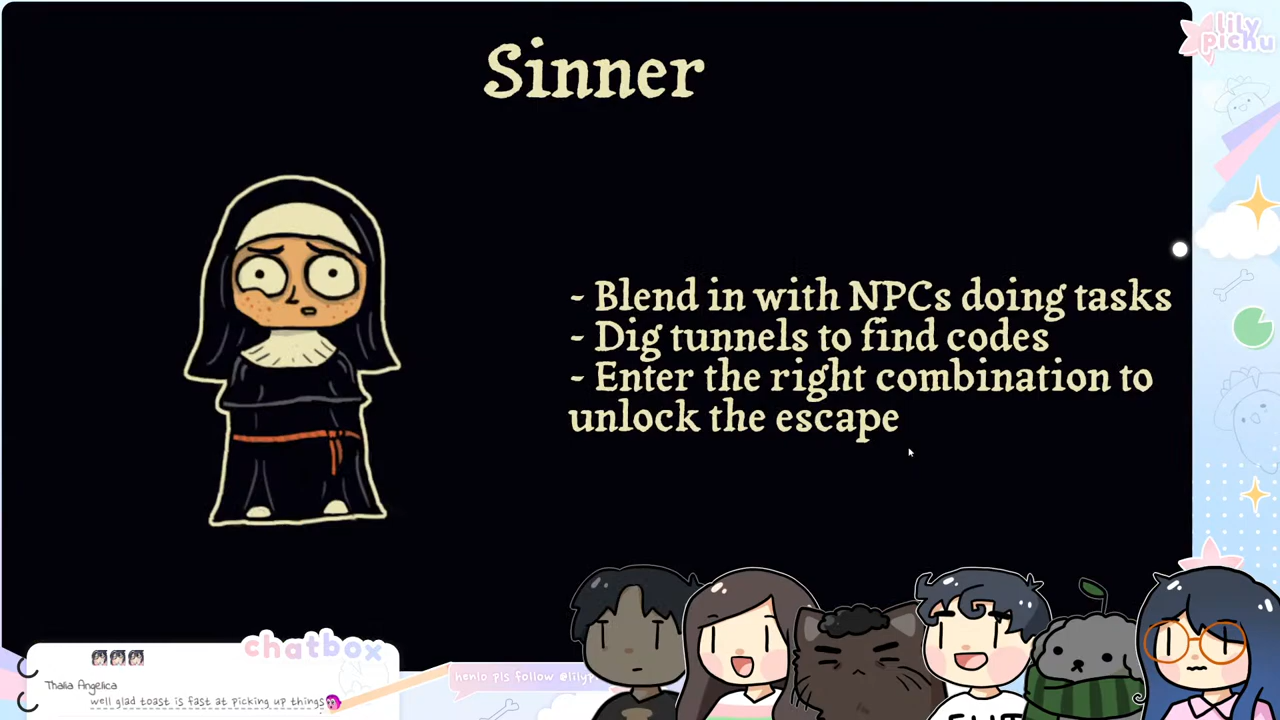 Sinner
lily
pichu
- Blend in with NPCs doing tasks
- Dig tunnels to find codes
- Enter the right combination to
unlock the escape
chatbox
Thalia Angelica
well glad toast is fast at picking up things
henlo pls follow @lilyp